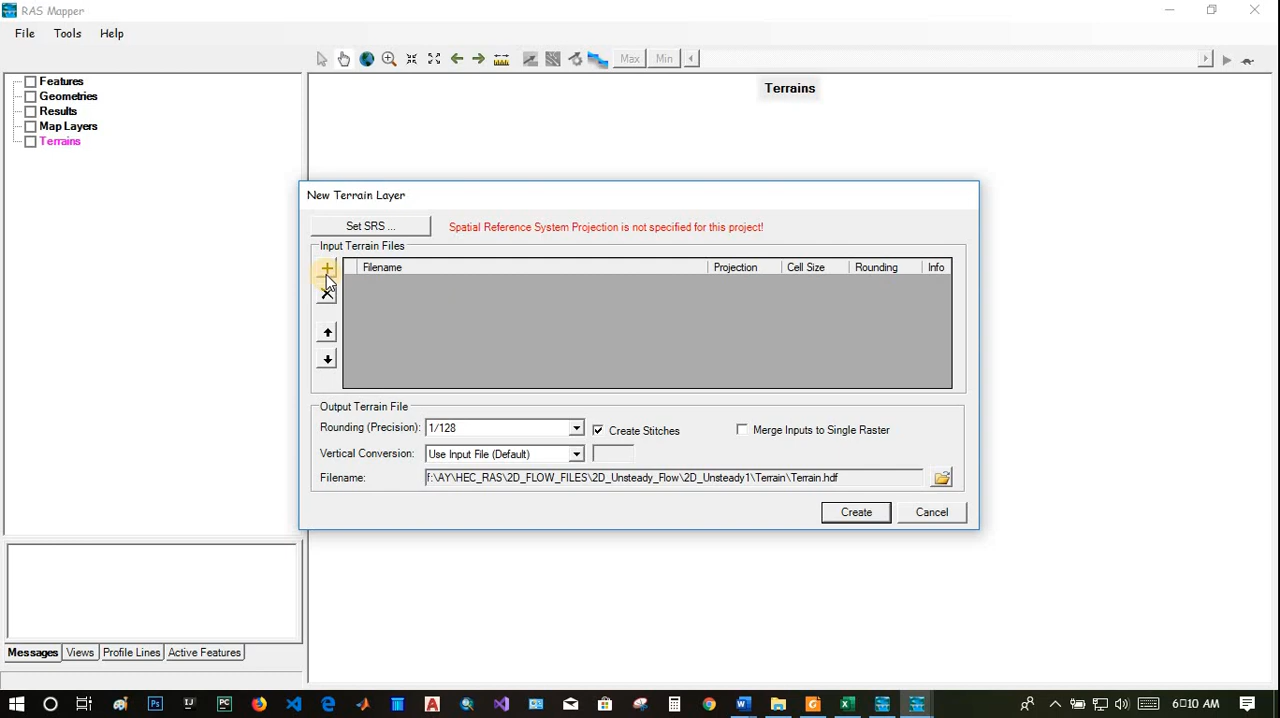 RAS Mapper
File Tools Help
Max Min
Features
Geometries
Results
Map Layers
Terrains
Terrains
New Terrain Layer
Set SRS ... Spatial Reference System Projection is not specified for this project!
Input Terrain Files
Filename Projection Cell Size Rounding Info
Output Terrain File
Rounding (Precision): 1/128 Create Stitches Merge Inputs to Single Raster
Vertical Conversion: Use Input File (Default)
Filename: f:\AY\HEC_RAS\2D_FLOW_FILES\2D_Unsteady_Flow\2D_Unsteady1\Terrain\Terrain.hdf
Create Cancel
Messages Views Profile Lines Active Features
6:10 AM